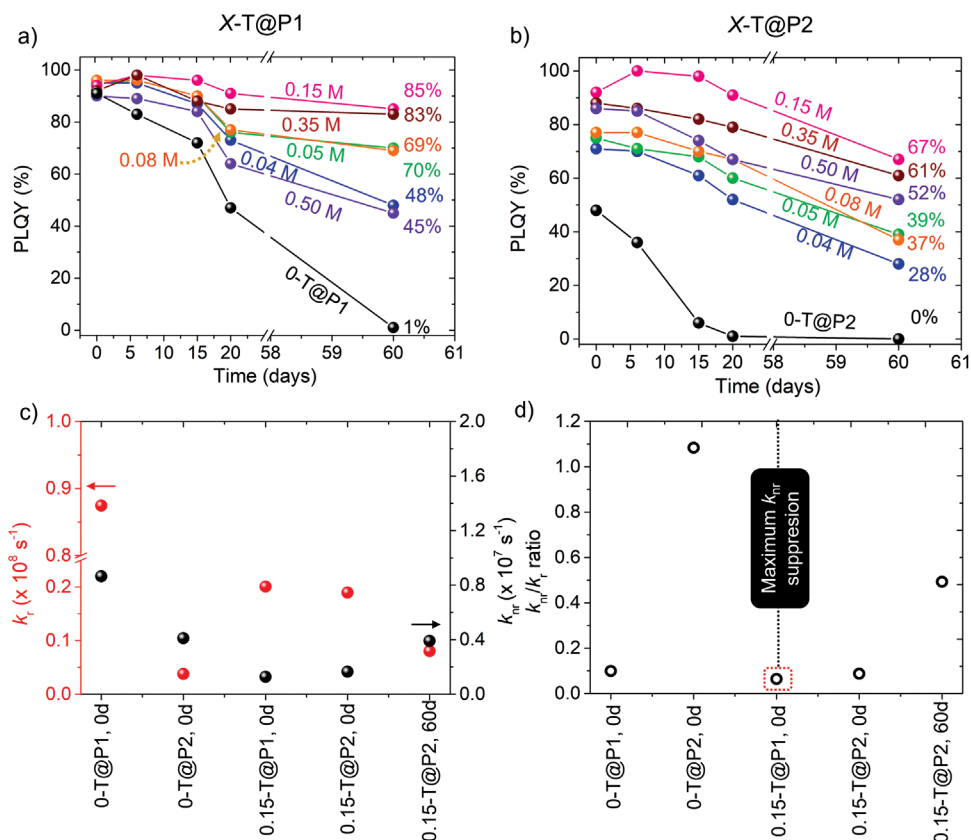 X-T@P1
X-T@P2
a)
b)
100
80
60
40
20
0
PLQY (%)
0.15 M
0.35 M
0.08 M
0.05 M
0.04 M
0.50 M
0-T@P1
85%
83%
69%
70%
48%
45%
1%
0 5 10 15 20 58 59 60 61
Time (days)
100
80
60
40
20
0
PLQY (%)
0.15 M
0.35 M
0.50 M
0.08 M
0.05 M
0.04 M
0-T@P2
67%
61%
52%
39%
37%
28%
0%
0 5 10 15 20 58 59 60 61
Time (days)
c)
d)
1.0
0.9
0.8
0.2
0.1
0.0
kr (x 10⁸ s⁻¹)
2.0
1.6
1.2
0.8
0.4
0.0
knr (x 10⁷ s⁻¹)
0-T@P1, 0d
0-T@P2, 0d
0.15-T@P1, 0d
0.15-T@P2, 0d
0.15-T@P2, 60d
1.2
1.0
0.8
0.6
0.4
0.2
0.0
knr/kr ratio
Maximum knr
suppresion
0-T@P1, 0d
0-T@P2, 0d
0.15-T@P1, 0d
0.15-T@P2, 0d
0.15-T@P2, 60d